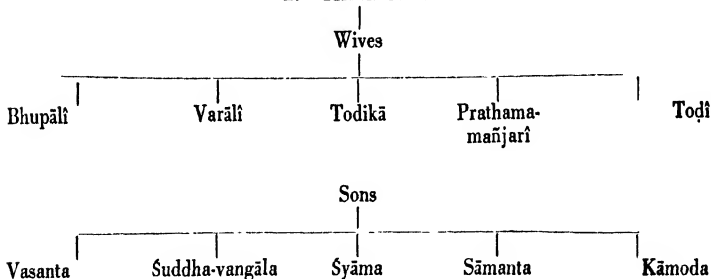 Wives
Bhupālî Varālî Todikā Prathama- Toḍî
mañjarî
Sons
Vasanta Śuddha-vangāla Śyāma Sāmanta Kāmoda